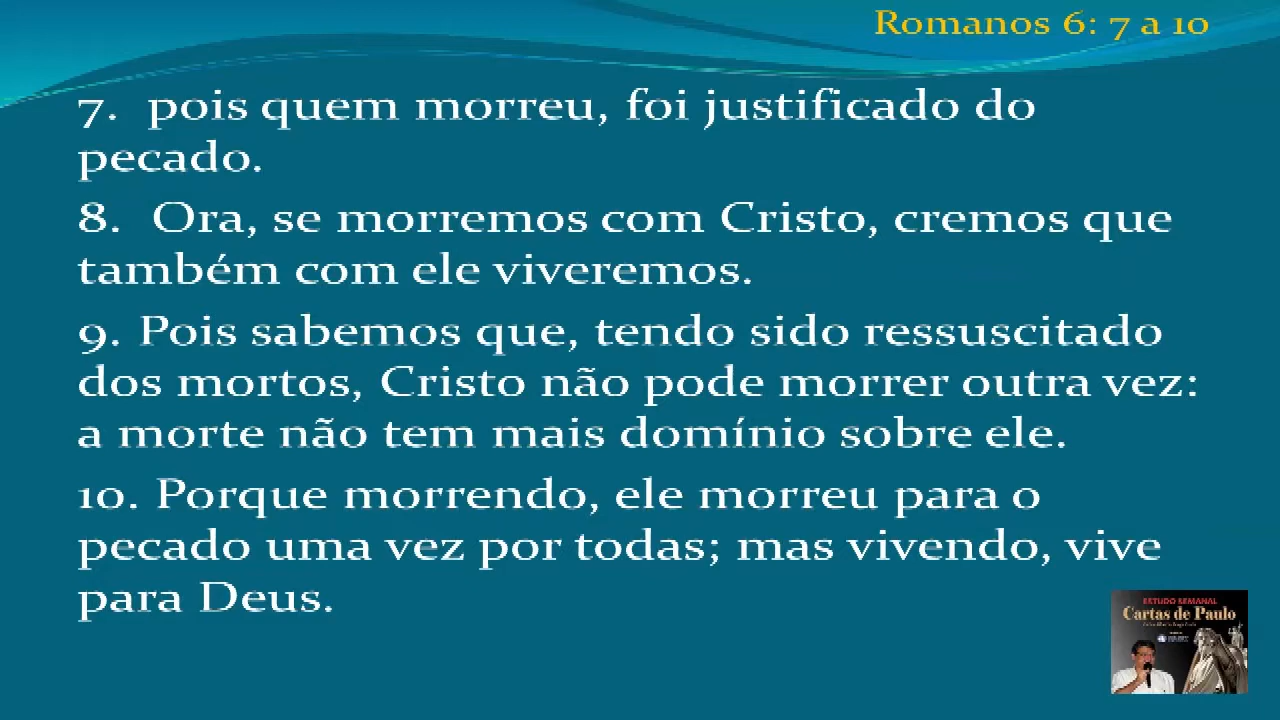 Romanos 6: 7 a 10
7. pois quem morreu, foi justificado do
pecado.
8. Ora, se morremos com Cristo, cremos que
também com ele viveremos.
9. Pois sabemos que, tendo sido ressuscitado
dos mortos, Cristo não pode morrer outra vez:
a morte não tem mais domínio sobre ele.
10. Porque morrendo, ele morreu para o
pecado uma vez por todas; mas vivendo, vive
para Deus.
ESTUDO SEMANAL
Cartas de Paulo